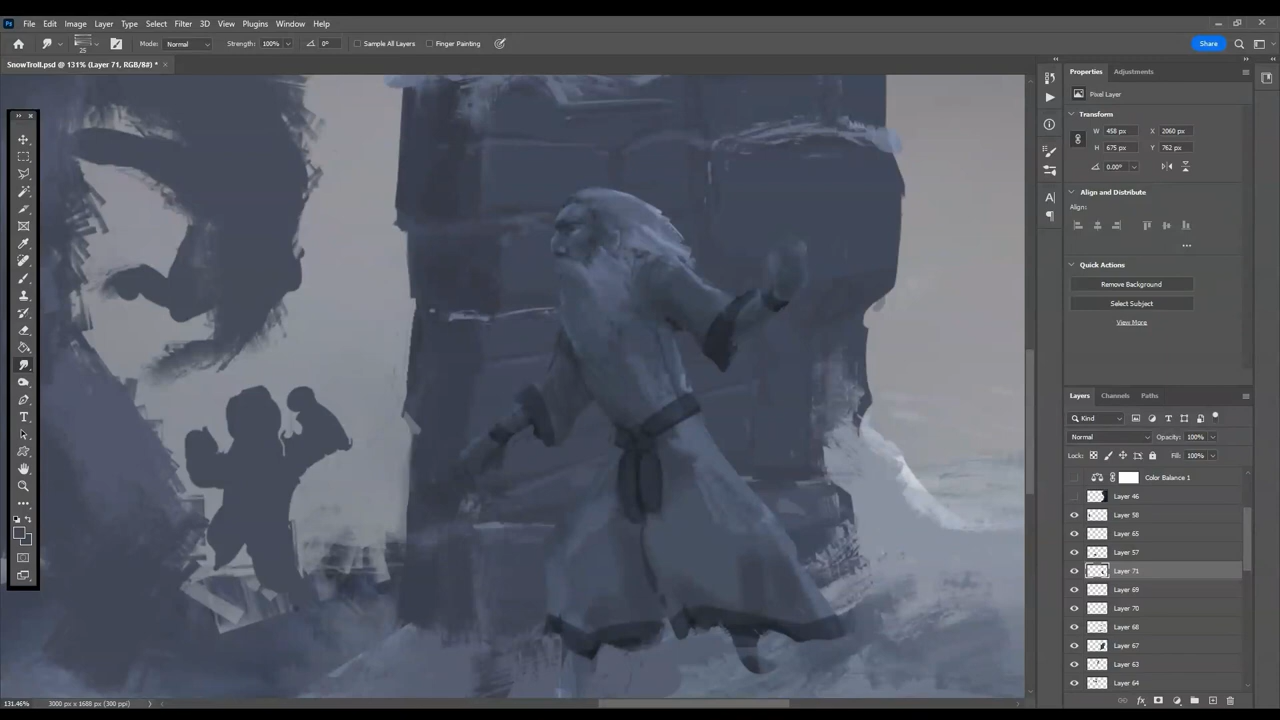 Ps File Edit Image Layer Type Select Filter 3D View Plugins Window Help
25 Mode: Normal Strength: 100% 0° Sample All Layers Finger Painting Share
SnowTroll.psd @ 131% (Layer 71, RGB/8#) *
Properties Adjustments
Pixel Layer
Transform
W 458 px X 2060 px
H 675 px Y 762 px
0.00°
Align and Distribute
Align:
Quick Actions
Remove Background
Select Subject
View More
Layers Channels Paths
Kind
Normal Opacity: 100%
Lock: Fill: 100%
Color Balance 1
Layer 46
Layer 58
Layer 65
Layer 57
Layer 71
Layer 69
Layer 70
Layer 68
Layer 67
Layer 63
Layer 64
131.46% 3000 px x 1688 px (300 ppi)